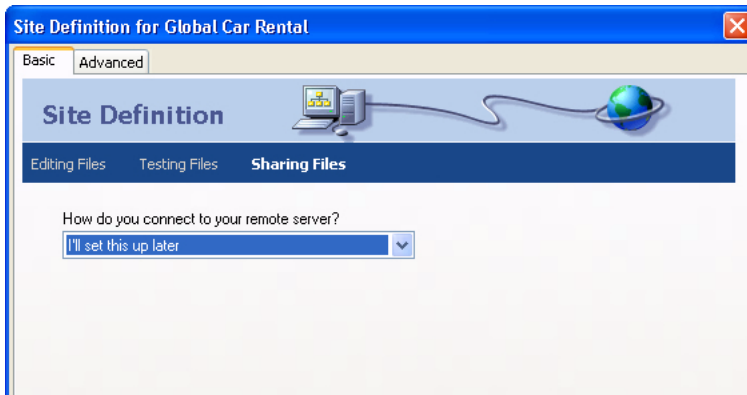 Site Definition for Global Car Rental
Basic Advanced
Site Definition
Editing Files Testing Files Sharing Files
How do you connect to your remote server?
I'll set this up later